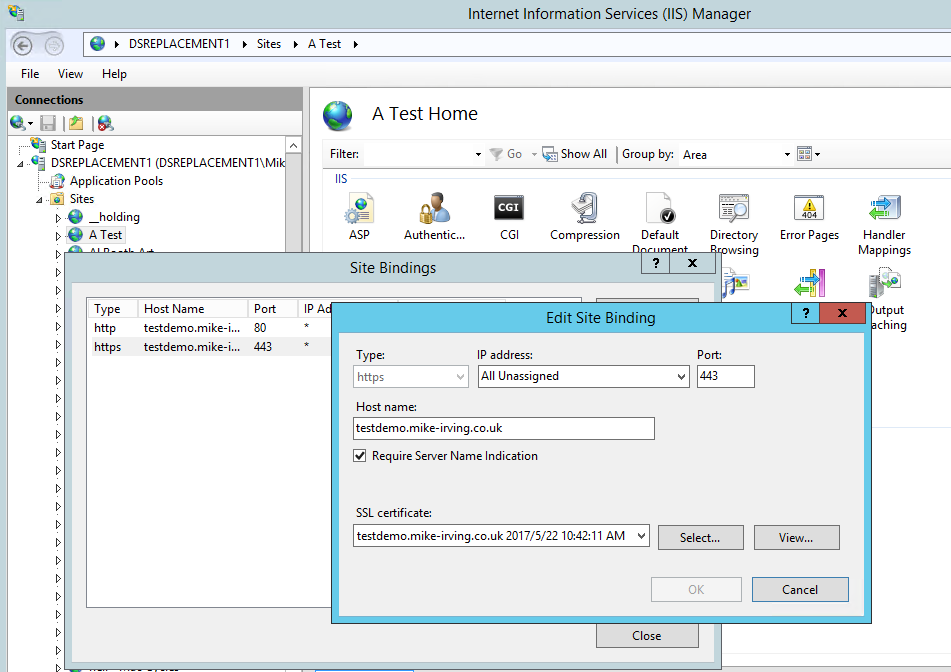 Internet Information Services (IIS) Manager
DSREPLACEMENT1 Sites A Test
File View Help
Connections
Start Page
DSREPLACEMENT1 (DSREPLACEMENT1\Mik
Application Pools
Sites
__holding
A Test
A Test Home
Filter: Go Show All Group by: Area
IIS
ASP Authentic... CGI Compression Default Document Directory Browsing Error Pages Handler Mappings
Output
Caching
Site Bindings
? x
Type Host Name Port IP Ad
http testdemo.mike-i... 80 *
https testdemo.mike-i... 443 *
Close
Edit Site Binding
? x
Type: IP address: Port:
https All Unassigned 443
Host name:
testdemo.mike-irving.co.uk
Require Server Name Indication
SSL certificate:
testdemo.mike-irving.co.uk 2017/5/22 10:42:11 AM Select... View...
OK Cancel